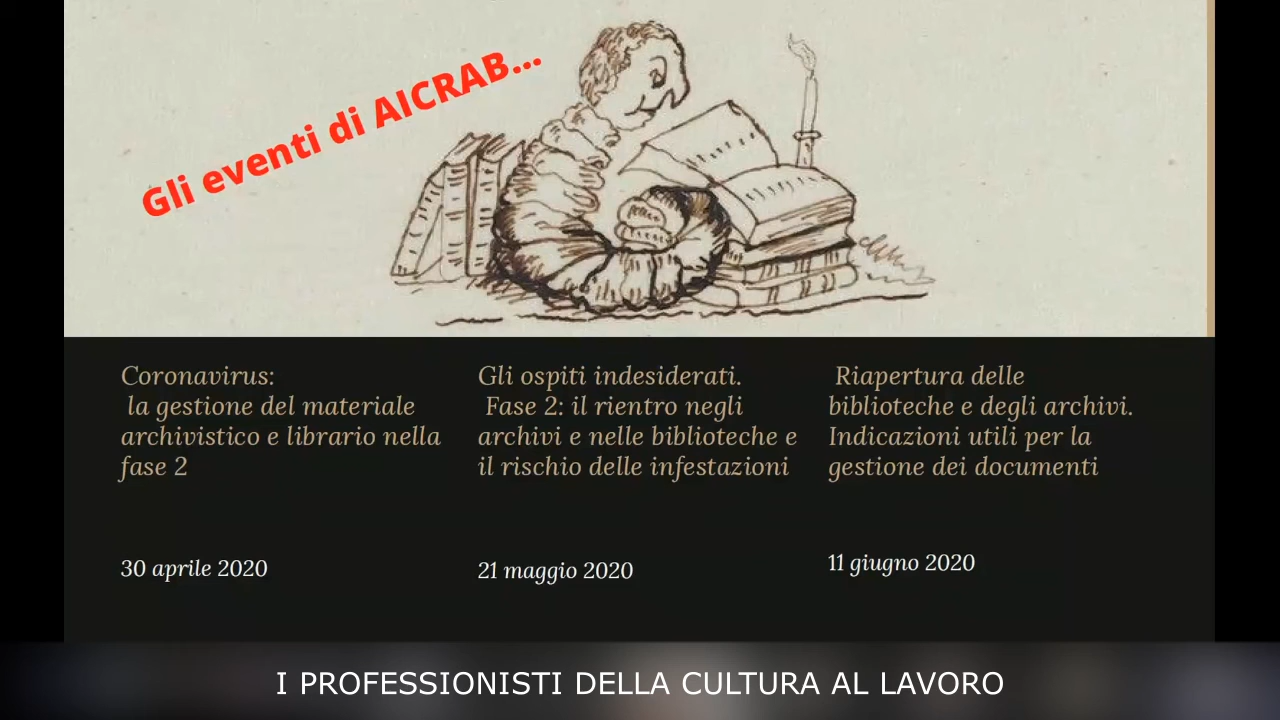 Gli eventi di AICRAB...
Coronavirus:
la gestione del materiale
archivistico e librario nella
fase 2
30 aprile 2020
Gli ospiti indesiderati.
Fase 2: il rientro negli
archivi e nelle biblioteche e
il rischio delle infestazioni
21 maggio 2020
Riapertura delle
biblioteche e degli archivi.
Indicazioni utili per la
gestione dei documenti
11 giugno 2020
I PROFESSIONISTI DELLA CULTURA AL LAVORO